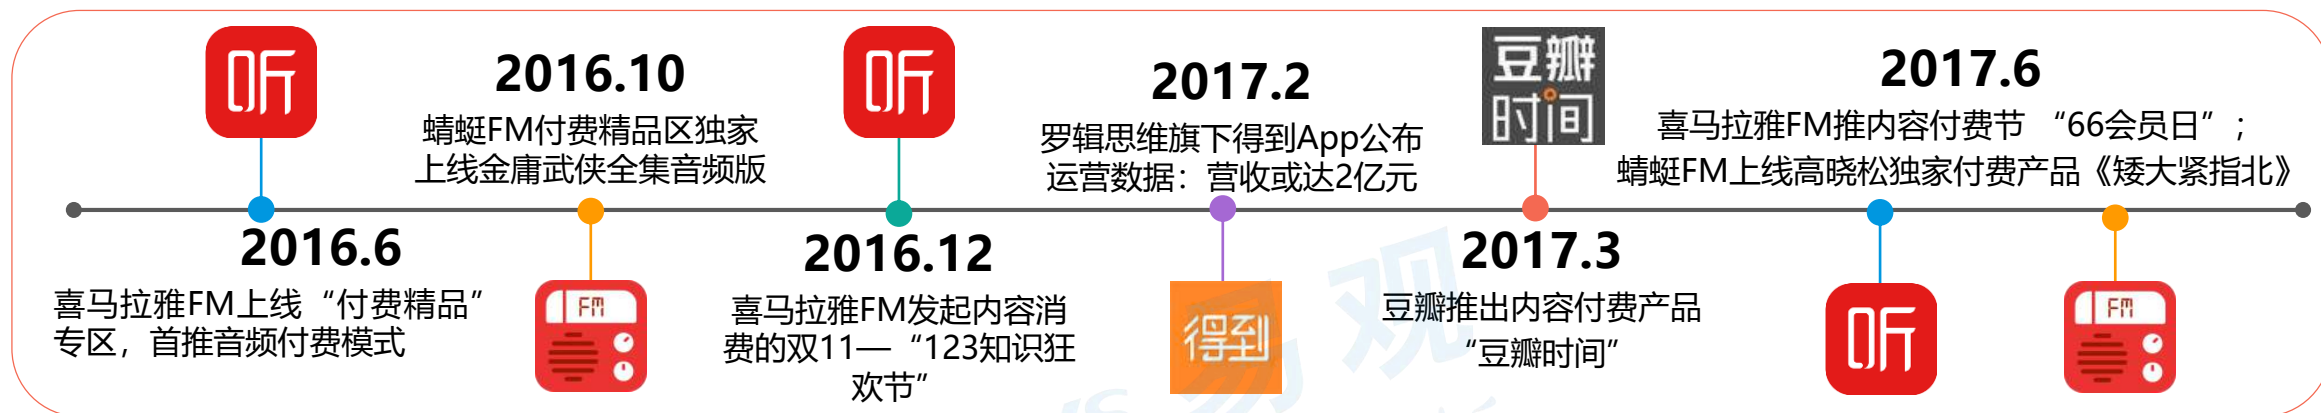 听
2016.6
喜马拉雅FM上线“付费精品”
专区，首推音频付费模式
2016.10
蜻蜓FM付费精品区独家
上线金庸武侠全集音频版
FM
听
2016.12
喜马拉雅FM发起内容消
费的双11—“123知识狂
欢节”
2017.2
罗辑思维旗下得到App公布
运营数据：营收或达2亿元
得到
豆瓣
时间
2017.3
豆瓣推出内容付费产品
“豆瓣时间”
2017.6
喜马拉雅FM推内容付费节 “66会员日”；
蜻蜓FM上线高晓松独家付费产品《矮大紧指北》
听
FM
易观